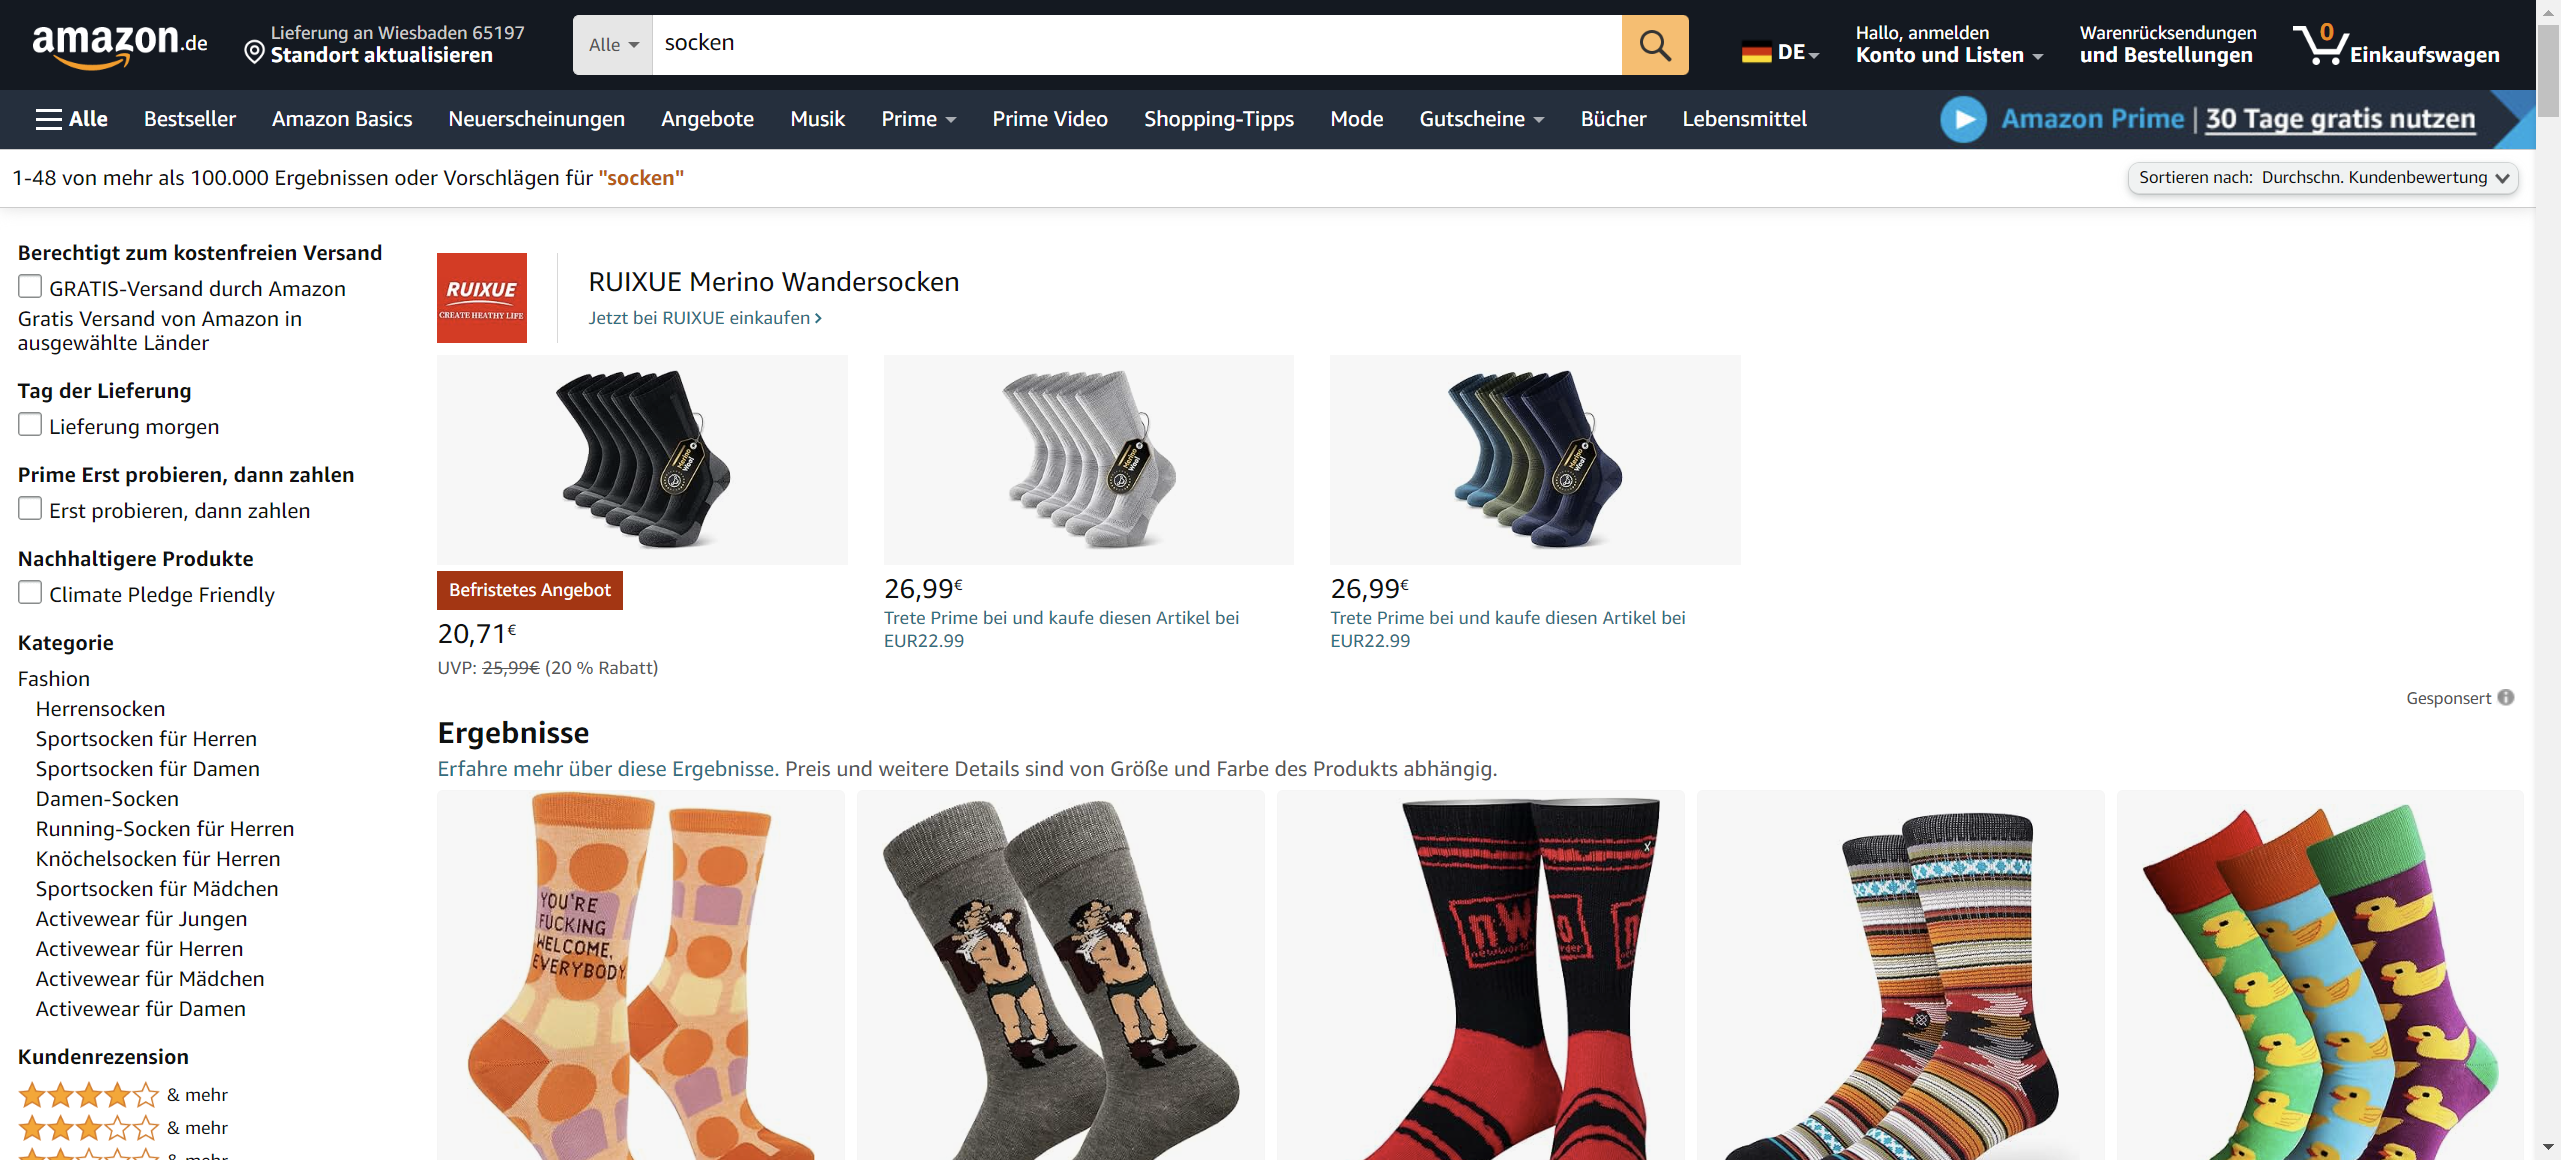 amazon.de
Lieferung an Wiesbaden 65197
Standort aktualisieren
Alle
socken
DE
Hallo, anmelden
Konto und Listen
Warenrücksendungen
und Bestellungen
0
Einkaufswagen
Alle
Bestseller
Amazon Basics
Neuerscheinungen
Angebote
Musik
Prime
Prime Video
Shopping-Tipps
Mode
Gutscheine
Bücher
Lebensmittel
Amazon Prime | 30 Tage gratis nutzen
1-48 von mehr als 100.000 Ergebnissen oder Vorschlägen für "socken"
Sortieren nach: Durchschn. Kundenbewertung
Berechtigt zum kostenfreien Versand
GRATIS-Versand durch Amazon
Gratis Versand von Amazon in
ausgewählte Länder
Tag der Lieferung
Lieferung morgen
Prime Erst probieren, dann zahlen
Erst probieren, dann zahlen
Nachhaltigere Produkte
Climate Pledge Friendly
Kategorie
Fashion
Herrensocken
Sportsocken für Herren
Sportsocken für Damen
Damen-Socken
Running-Socken für Herren
Knöchelsocken für Herren
Sportsocken für Mädchen
Activewear für Jungen
Activewear für Herren
Activewear für Mädchen
Activewear für Damen
Kundenrezension
& mehr
& mehr
& mehr
RUIXUE
CREATE HEATHY LIFE
RUIXUE Merino Wandersocken
Jetzt bei RUIXUE einkaufen
Merino
Wool
Merino
Wool
Merino
Wool
Befristetes Angebot
20,71€
UVP: 25,99€ (20 % Rabatt)
26,99€
Trete Prime bei und kaufe diesen Artikel bei
EUR22.99
26,99€
Trete Prime bei und kaufe diesen Artikel bei
EUR22.99
Gesponsert
Ergebnisse
Erfahre mehr über diese Ergebnisse. Preis und weitere Details sind von Größe und Farbe des Produkts abhängig.
YOU'RE
FUCKING
WELCOME,
EVERYBODY
nWo